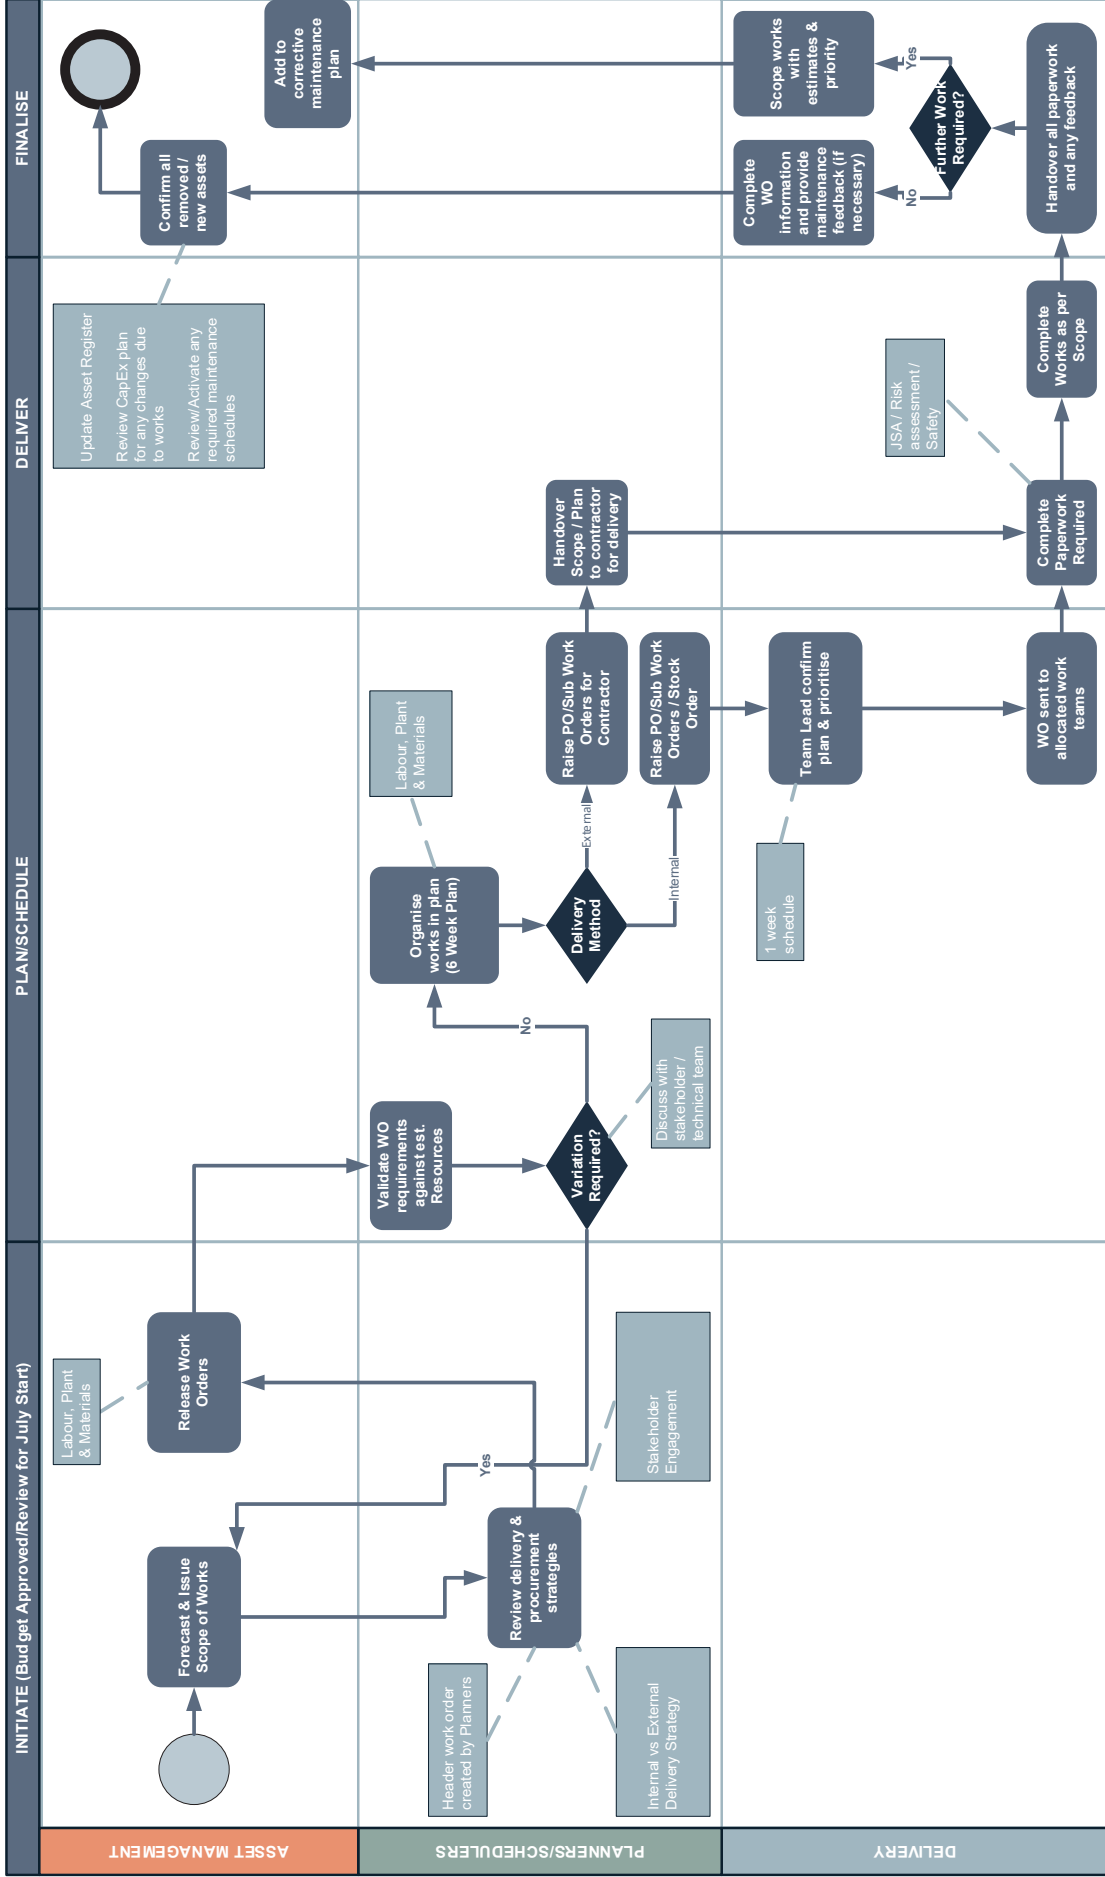 INITIATE (Budget Approved/Review for July Start)
PLAN/SCHEDULE
DELIVER
FINALISE
ASSET MANAGEMENT
Forecast & Issue
Scope of Works
Labour, Plant
& Materials
Release Work
Orders
Update Asset Register
Review CapEx plan
for any changes due
to works
Review/Activate any
required maintenance
schedules
Confirm all
removed /
new assets
Add to
corrective
maintenance
plan
PLANNERS/SCHEDULERS
Header work order
created by Planners
Review delivery &
procurement
strategies
Internal vs External
Delivery Strategy
Stakeholder
Engagement
Yes
Validate WO
requirements
against est.
Resources
Variation
Required?
Discuss with
stakeholder /
technical team
No
Organise
works in plan
(6 Week Plan)
Labour, Plant
& Materials
Delivery
Method
External
Internal
Raise PO/Sub Work
Orders for
Contractor
Raise PO/Sub Work
Orders / Stock
Order
Handover
Scope / Plan
to contractor
for delivery
DELIVERY
1 week
schedule
Team Lead confirm
plan & prioritise
WO sent to
allocated work
teams
Complete
Paperwork
Required
JSA / Risk
assessment /
Safety
Complete
Works as per
Scope
Handover all paperwork
and any feedback
Further Work
Required?
No
Yes
Complete
WO
information
and provide
maintenance
feedback (if
necessary)
Scope works
with
estimates &
priority